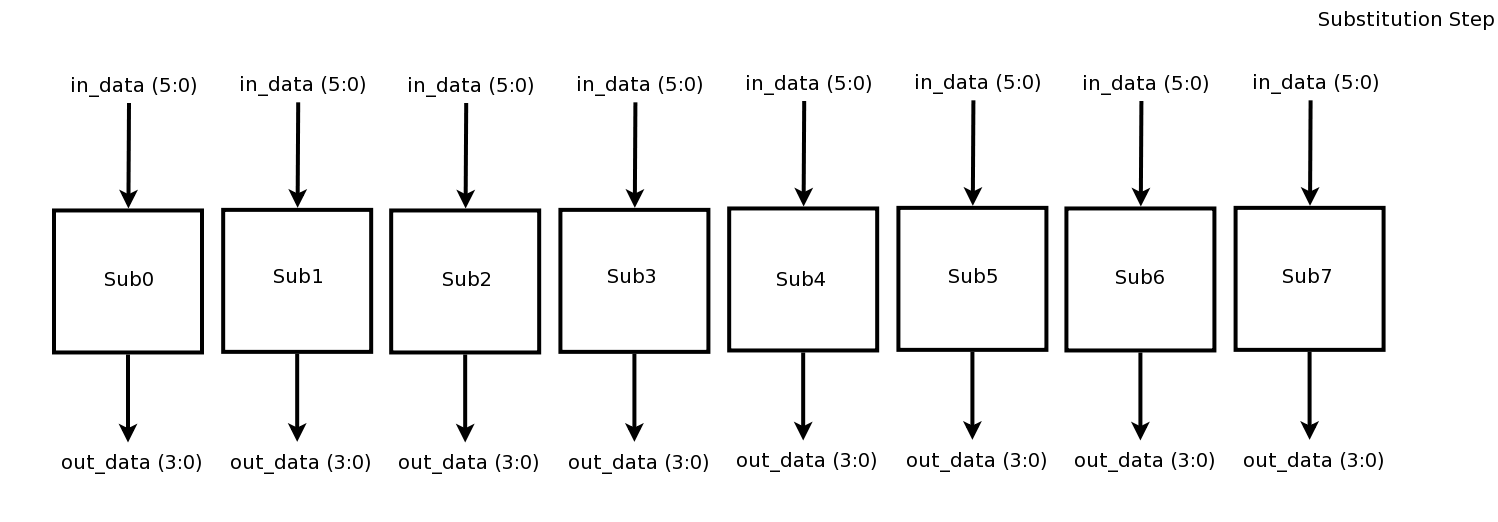 Substitution Step
in_data (5:0) in_data (5:0) in_data (5:0) in_data (5:0) in_data (5:0) in_data (5:0) in_data (5:0) in_data (5:0)
Sub0 Sub1 Sub2 Sub3 Sub4 Sub5 Sub6 Sub7
out_data (3:0) out_data (3:0) out_data (3:0) out_data (3:0) out_data (3:0) out_data (3:0) out_data (3:0) out_data (3:0)